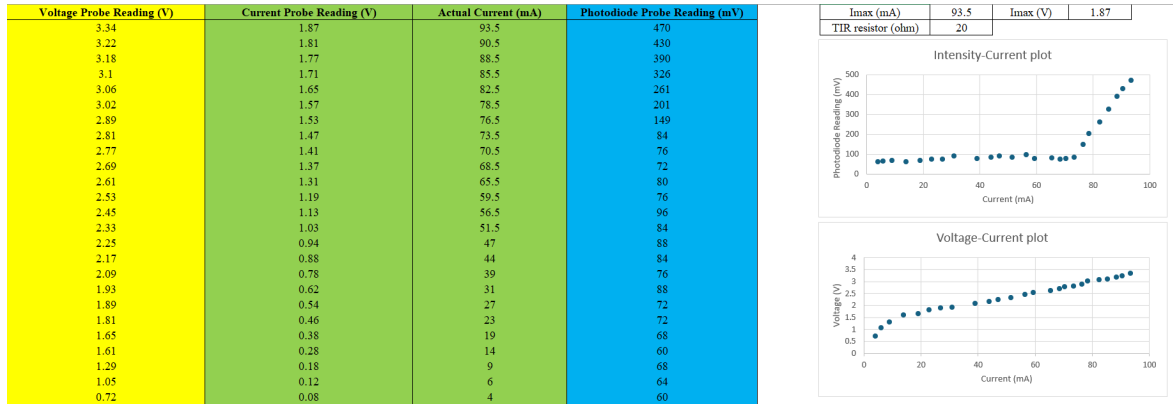 Voltage Probe Reading (V) Current Probe Reading (V) Actual Current (mA) Photodiode Probe Reading (mV)
3.34 1.87 93.5 470
3.22 1.81 90.5 430
3.18 1.77 88.5 390
3.1 1.71 85.5 326
3.06 1.65 82.5 261
3.02 1.57 78.5 201
2.89 1.53 76.5 149
2.81 1.47 73.5 84
2.77 1.41 70.5 76
2.69 1.37 68.5 72
2.61 1.31 65.5 80
2.53 1.19 59.5 76
2.45 1.13 56.5 96
2.33 1.03 51.5 84
2.25 0.94 47 88
2.17 0.88 44 84
2.09 0.78 39 76
1.93 0.62 31 88
1.89 0.54 27 72
1.81 0.46 23 72
1.65 0.38 19 68
1.61 0.28 14 60
1.29 0.18 9 68
1.05 0.12 6 64
0.72 0.08 4 60
Imax (mA) 93.5 Imax (V) 1.87
TIR resistor (ohm) 20
Intensity-Current plot
Photodiode Reading (mV)
500
400
300
200
100
0
0 20 40 60 80 100
Current (mA)
Voltage-Current plot
Voltage (V)
4
3.5
3
2.5
2
1.5
1
0.5
0
0 20 40 60 80 100
Current (mA)